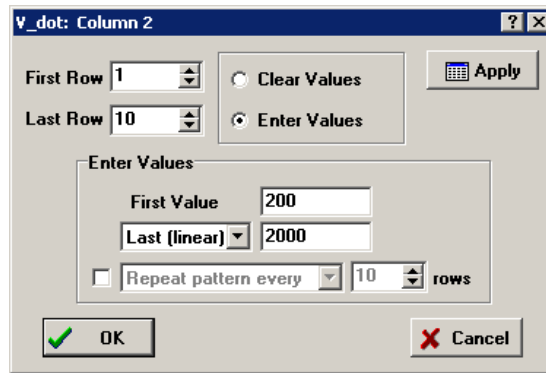 V_dot: Column 2
First Row 1
Clear Values
Apply
Last Row 10
Enter Values
Enter Values
First Value 200
Last (linear) 2000
Repeat pattern every 10 rows
OK
Cancel